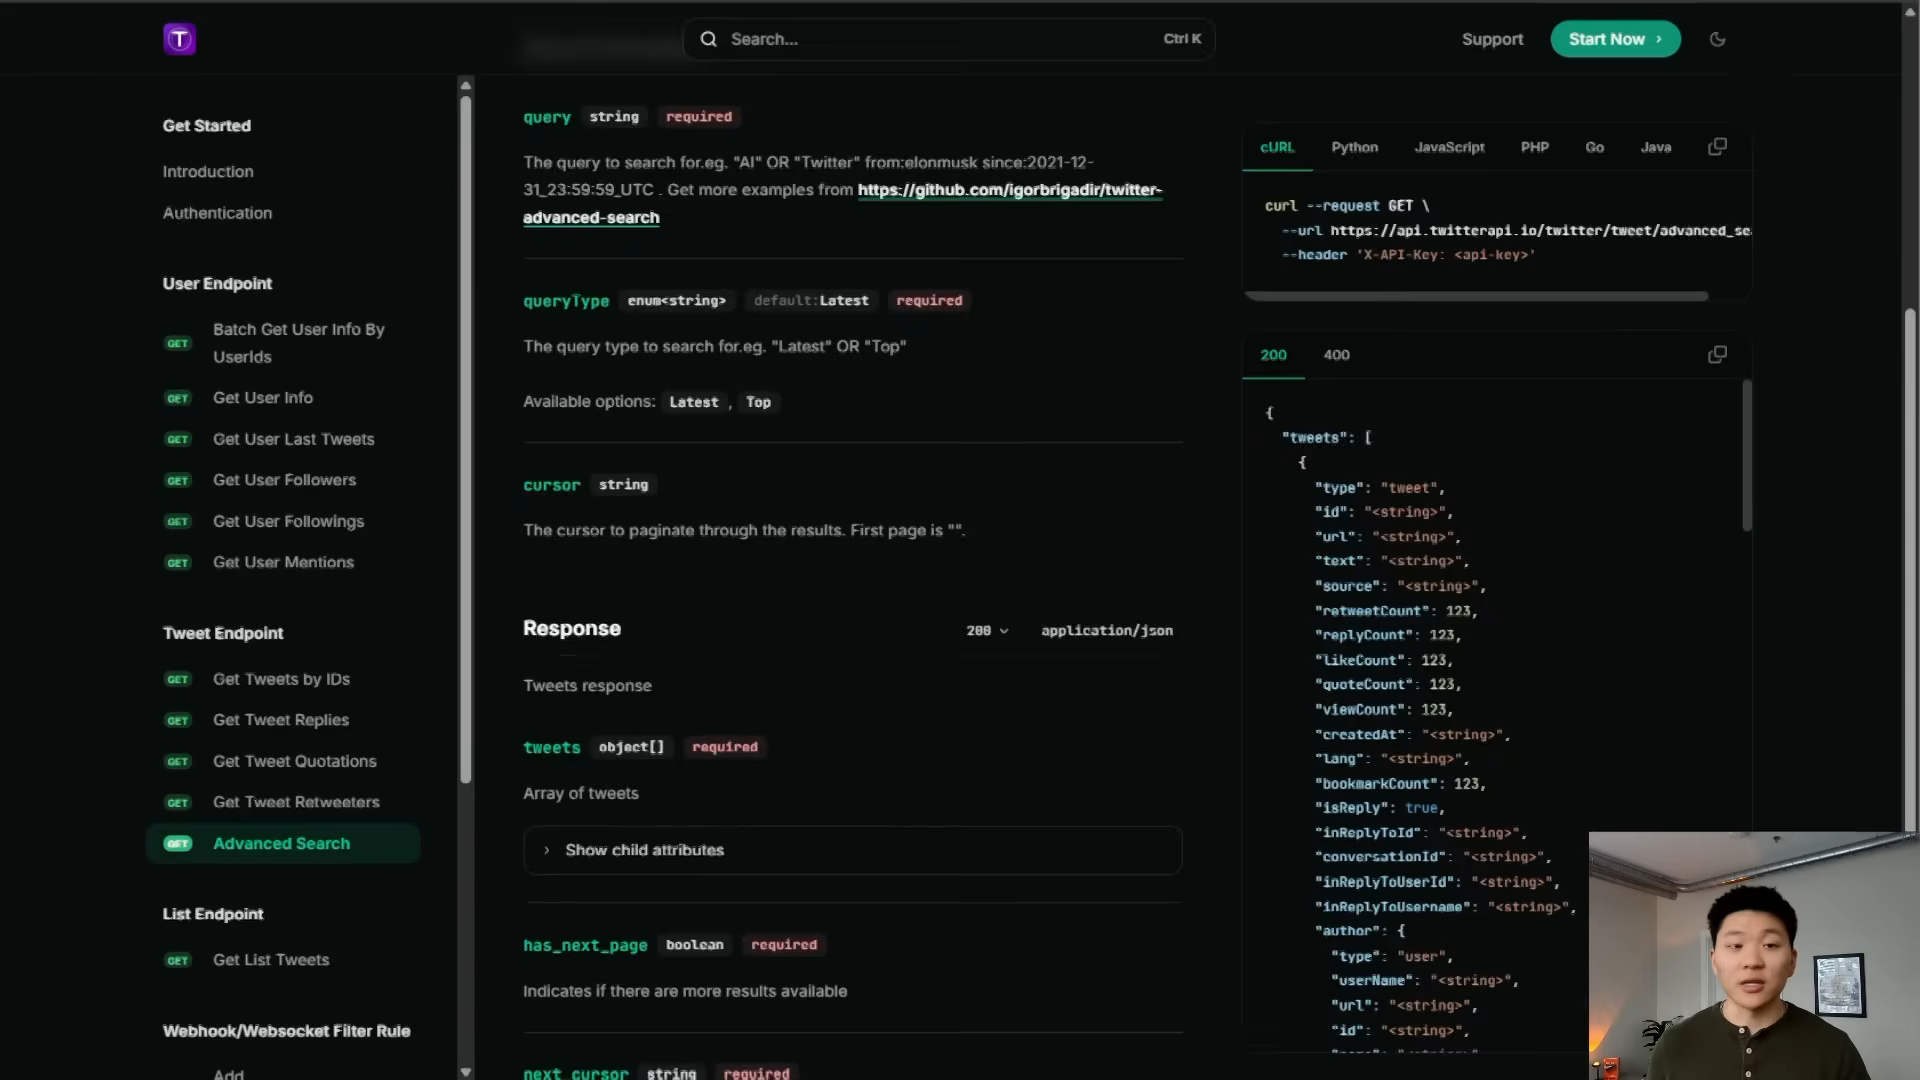 T
Search...
Ctrl K
Support
Start Now ›
Get Started
Introduction
Authentication
User Endpoint
GET Batch Get User Info By
UserIds
GET Get User Info
GET Get User Last Tweets
GET Get User Followers
GET Get User Followings
GET Get User Mentions
Tweet Endpoint
GET Get Tweets by IDs
GET Get Tweet Replies
GET Get Tweet Quotations
GET Get Tweet Retweeters
GET Advanced Search
List Endpoint
GET Get List Tweets
Webhook/Websocket Filter Rule
Add
query string required
The query to search for.eg. "AI" OR "Twitter" from:elonmusk since:2021-12-
31_23:59:59_UTC . Get more examples from https://github.com/igorbrigadir/twitter-
advanced-search
queryType enum<string> default:Latest required
The query type to search for.eg. "Latest" OR "Top"
Available options: Latest , Top
cursor string
The cursor to paginate through the results. First page is "".
Response 200 application/json
Tweets response
tweets object[] required
Array of tweets
› Show child attributes
has_next_page boolean required
Indicates if there are more results available
next_cursor string required
cURL Python JavaScript PHP Go Java
curl --request GET \
--url https://api.twitterapi.io/twitter/tweet/advanced_se
--header 'X-API-Key: <api-key>'
200 400
{
"tweets": [
{
"type": "tweet",
"id": "<string>",
"url": "<string>",
"text": "<string>",
"source": "<string>",
"retweetCount": 123,
"replyCount": 123,
"likeCount": 123,
"quoteCount": 123,
"viewCount": 123,
"createdAt": "<string>",
"lang": "<string>",
"bookmarkCount": 123,
"isReply": true,
"inReplyToId": "<string>",
"conversationId": "<string>",
"inReplyToUserId": "<string>",
"inReplyToUsername": "<string>",
"author": {
"type": "user",
"userName": "<string>",
"url": "<string>",
"id": "<string>",